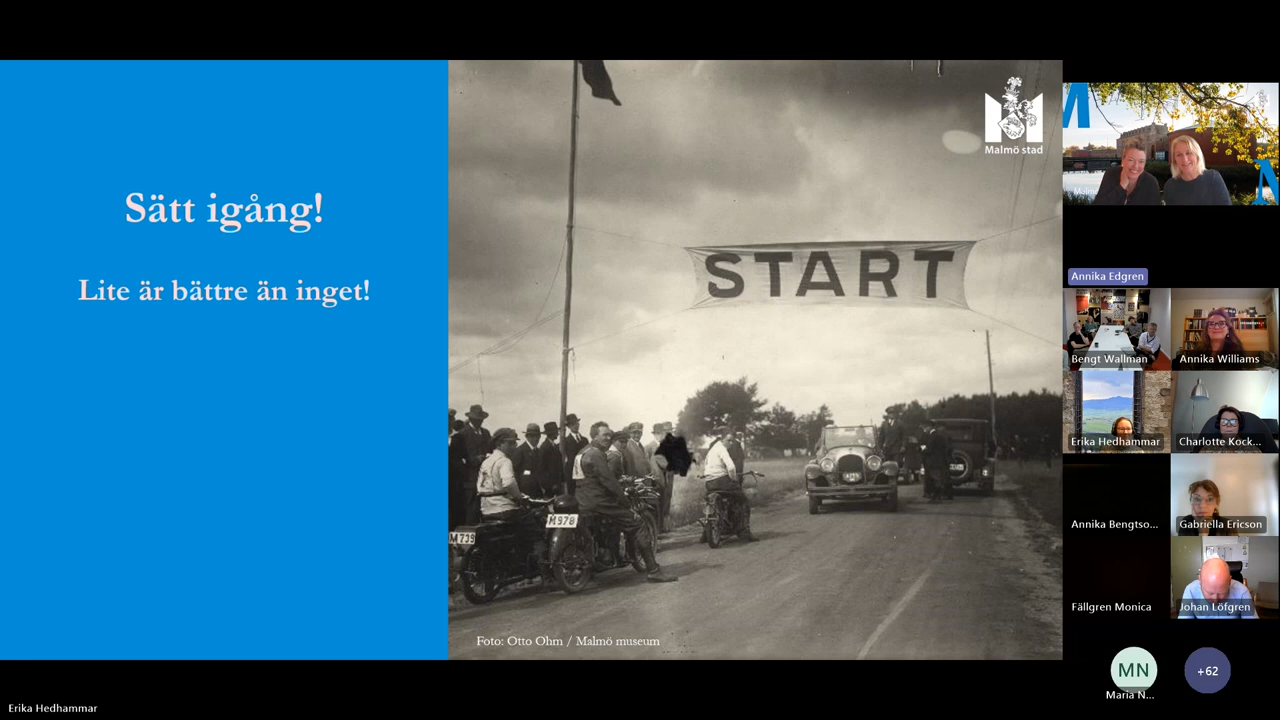 Sätt igång!
Lite är bättre än inget!
Malmö stad
START
M 978
M 739
Foto: Otto Ohm / Malmö museum
Annika Edgren
Bengt Wallman
Annika Williams
Erika Hedhammar
Charlotte Kock...
Annika Bengtso...
Gabriella Ericson
Fällgren Monica
Johan Löfgren
MN
Maria N...
+62
Erika Hedhammar